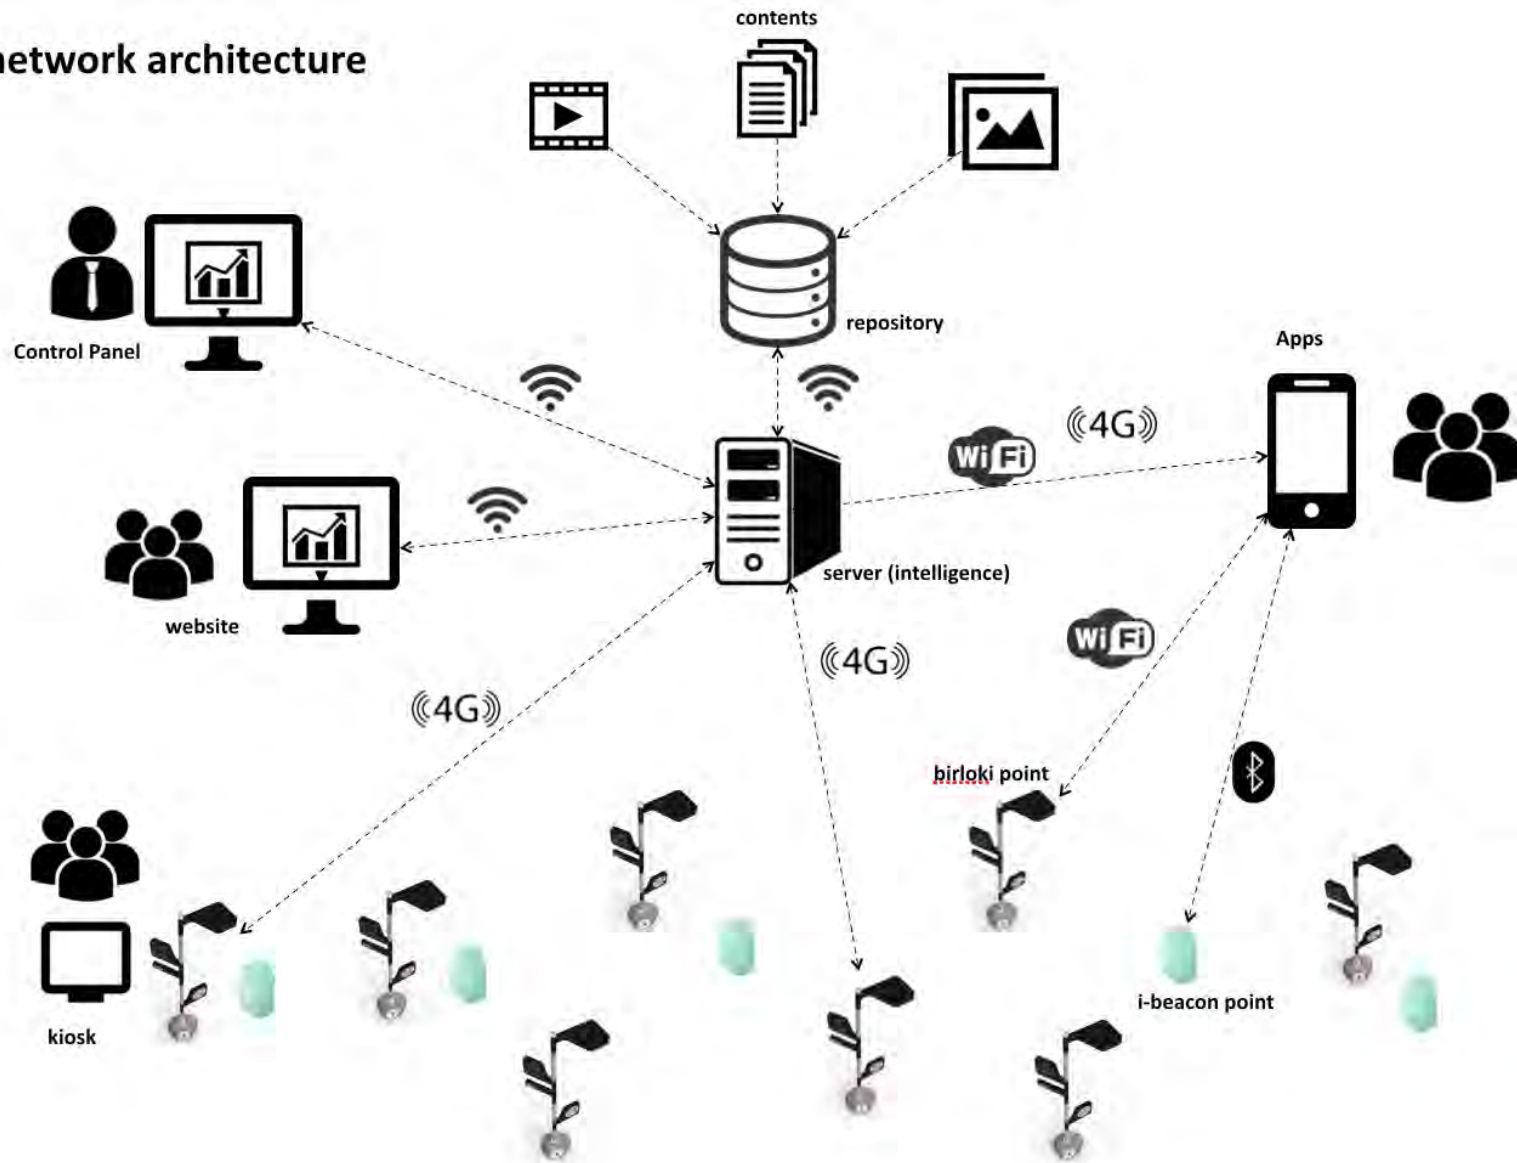 network architecture
contents
Control Panel
repository
Apps
4G
Wi Fi
website
server (intelligence)
Wi Fi
4G
4G
birloki point
i-beacon point
kiosk